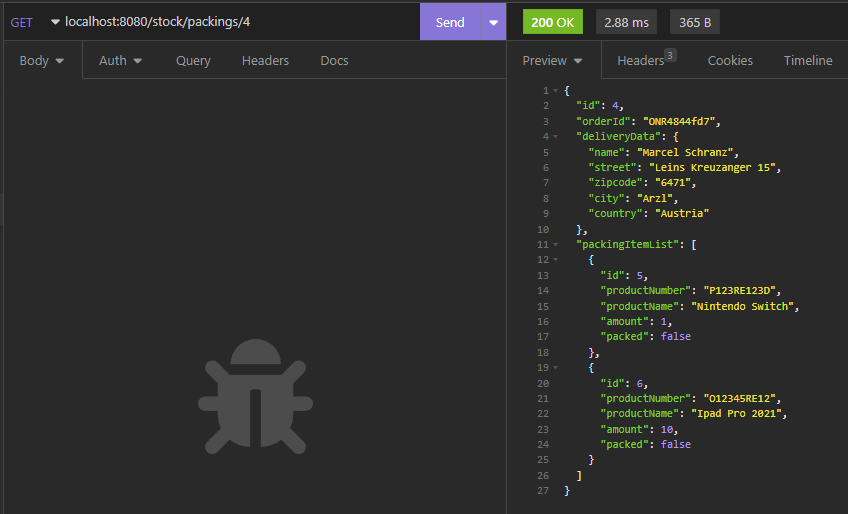 GET localhost:8080/stock/packings/4 Send 200 OK 2.88 ms 365 B
Body Auth Query Headers Docs Preview Headers 3 Cookies Timeline
1 {
2 "id": 4,
3 "orderId": "ONR4844fd7",
4 "deliveryData": {
5 "name": "Marcel Schranz",
6 "street": "Leins Kreuzanger 15",
7 "zipcode": "6471",
8 "city": "Arzl",
9 "country": "Austria"
10 },
11 "packingItemList": [
12 {
13 "id": 5,
14 "productNumber": "P123RE123D",
15 "productName": "Nintendo Switch",
16 "amount": 1,
17 "packed": false
18 },
19 {
20 "id": 6,
21 "productNumber": "O12345RE12",
22 "productName": "Ipad Pro 2021",
23 "amount": 10,
24 "packed": false
25 }
26 ]
27 }